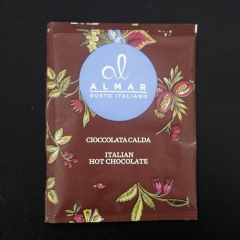 al
ALMAR
GUSTO ITALIANO
CIOCCOLATA CALDA
ITALIAN
HOT CHOCOLATE